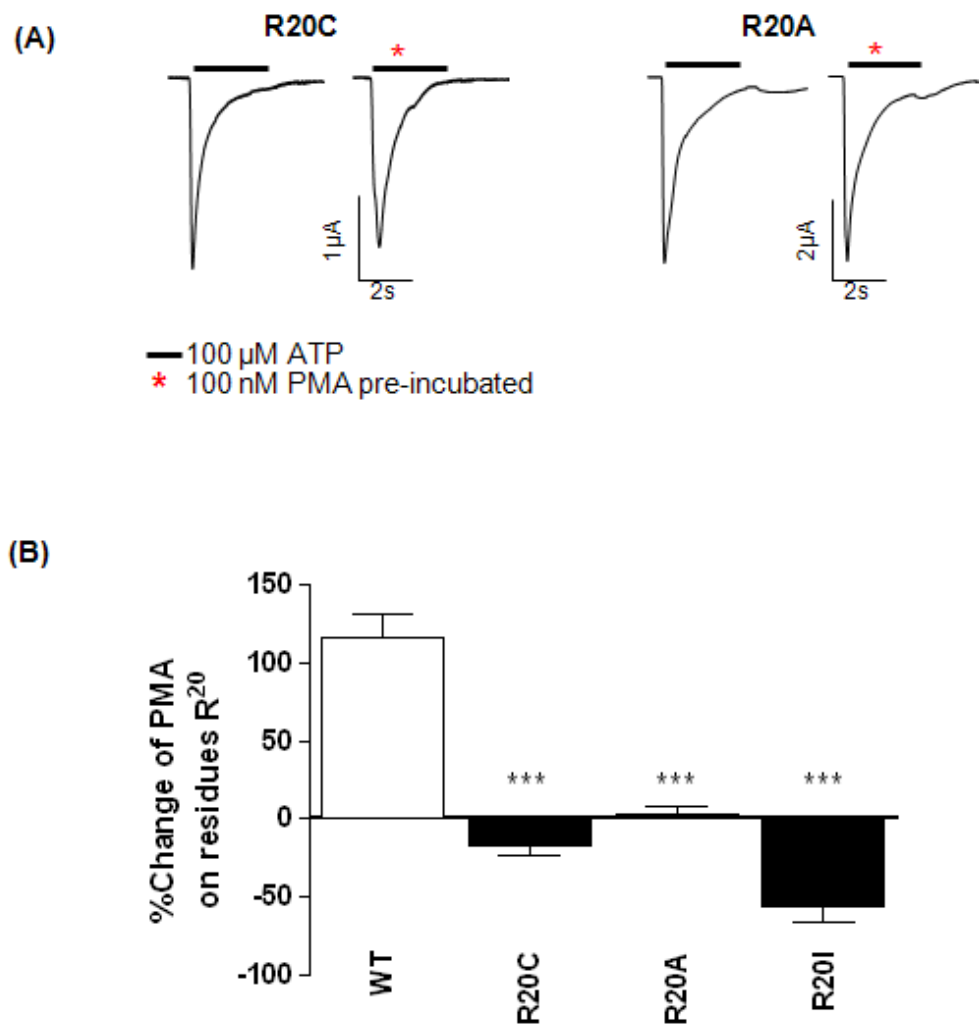 (A)
R20C
R20A
*
*
1µA
2s
2µA
2s
100 µM ATP
* 100 nM PMA pre-incubated
(B)
%Change of PMA
on residues R²⁰
150
100
50
0
-50
-100
***
***
***
WT
R20C
R20A
R20I